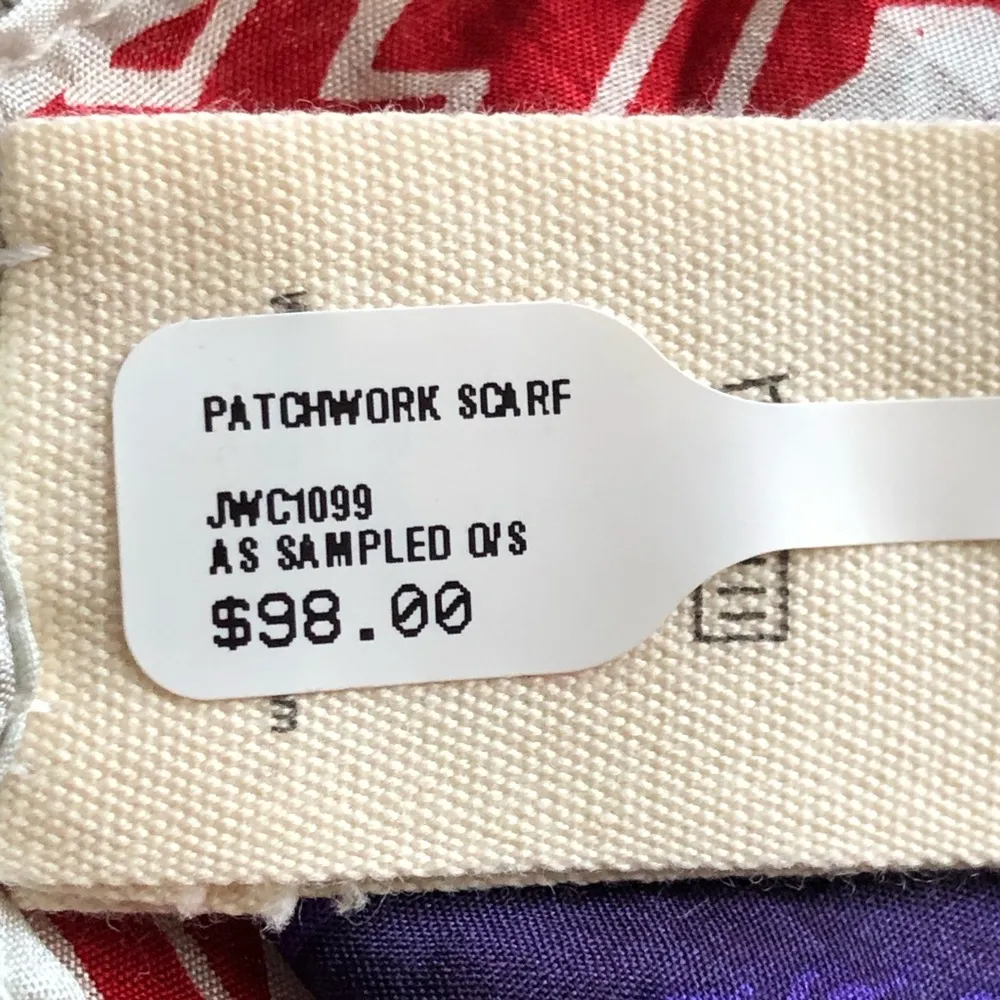 PATCHWORK SCARF
JWC1099
AS SAMPLED O/S
$98.00